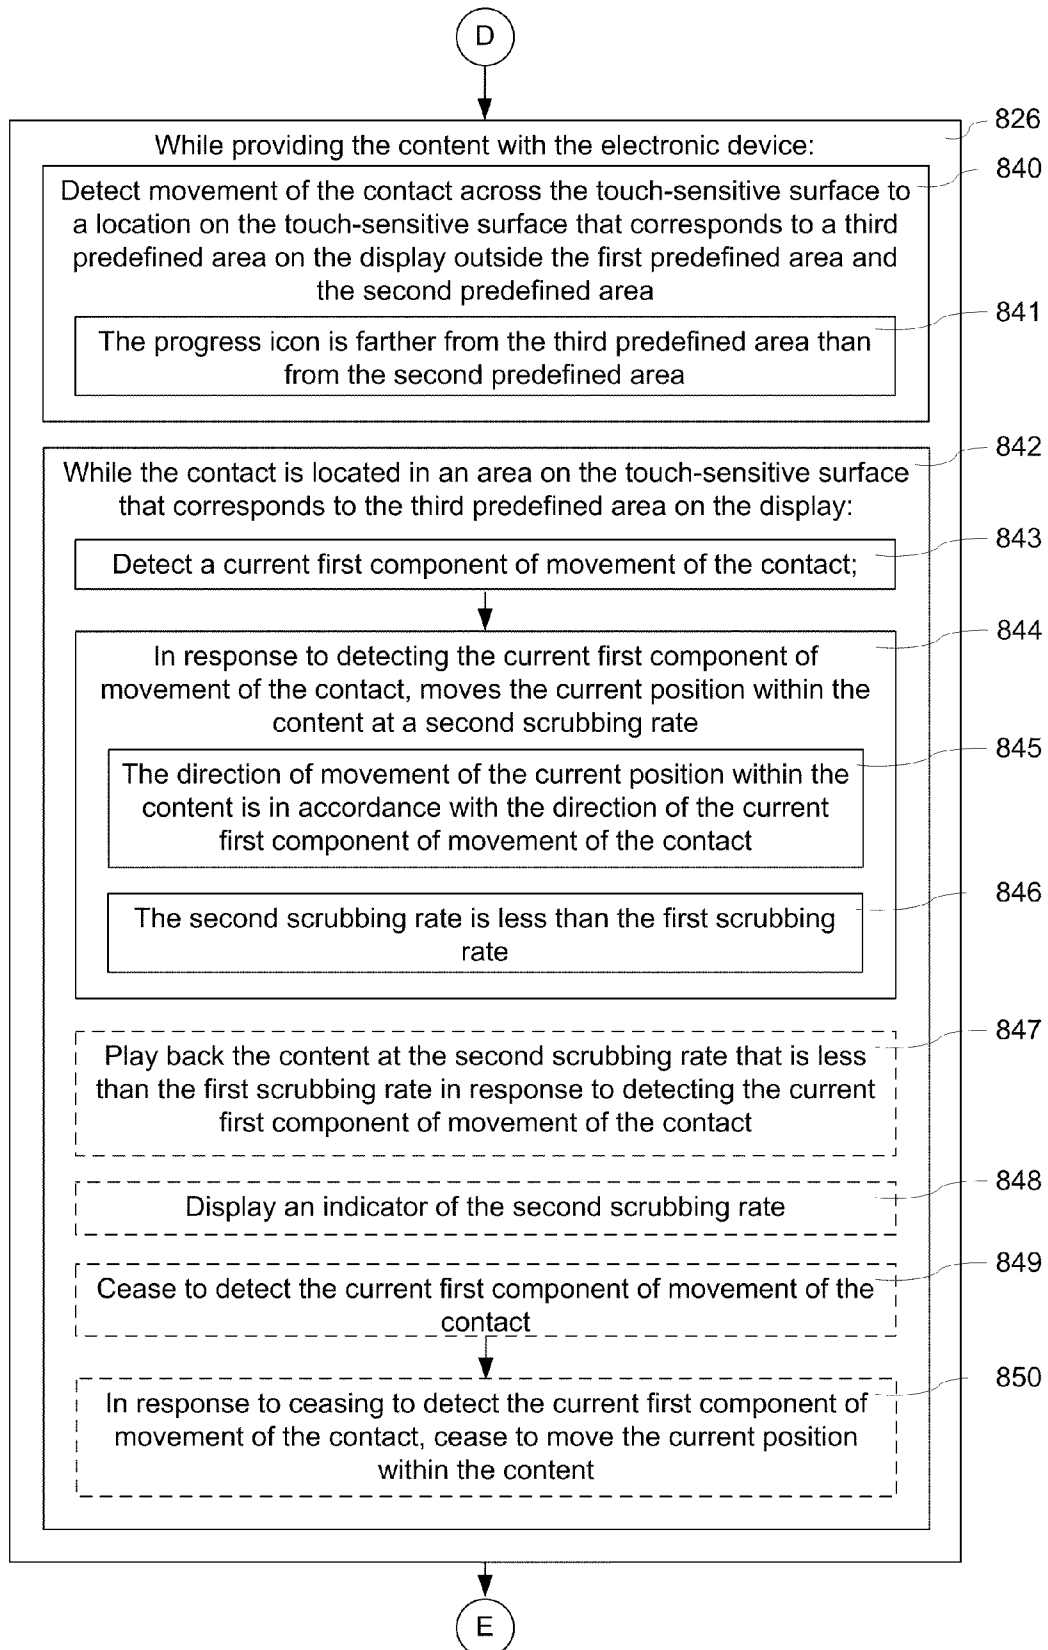 D
826
While providing the content with the electronic device:
840
Detect movement of the contact across the touch-sensitive surface to
a location on the touch-sensitive surface that corresponds to a third
predefined area on the display outside the first predefined area and
the second predefined area
841
The progress icon is farther from the third predefined area than
from the second predefined area
842
While the contact is located in an area on the touch-sensitive surface
that corresponds to the third predefined area on the display:
843
Detect a current first component of movement of the contact;
844
In response to detecting the current first component of
movement of the contact, moves the current position within the
content at a second scrubbing rate
845
The direction of movement of the current position within the
content is in accordance with the direction of the current
first component of movement of the contact
846
The second scrubbing rate is less than the first scrubbing
rate
847
Play back the content at the second scrubbing rate that is less
than the first scrubbing rate in response to detecting the current
first component of movement of the contact
848
Display an indicator of the second scrubbing rate
849
Cease to detect the current first component of movement of the
contact
850
In response to ceasing to detect the current first component of
movement of the contact, cease to move the current position
within the content
E